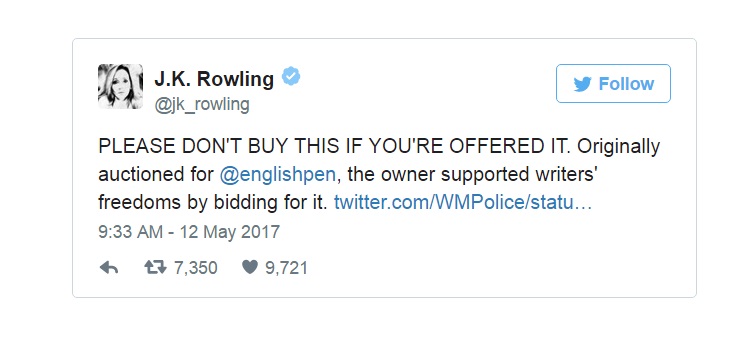 J.K. Rowling
@jk_rowling
Follow
PLEASE DON'T BUY THIS IF YOU'RE OFFERED IT. Originally
auctioned for @englishpen, the owner supported writers'
freedoms by bidding for it. twitter.com/WMPolice/statu…
9:33 AM - 12 May 2017
7,350 9,721